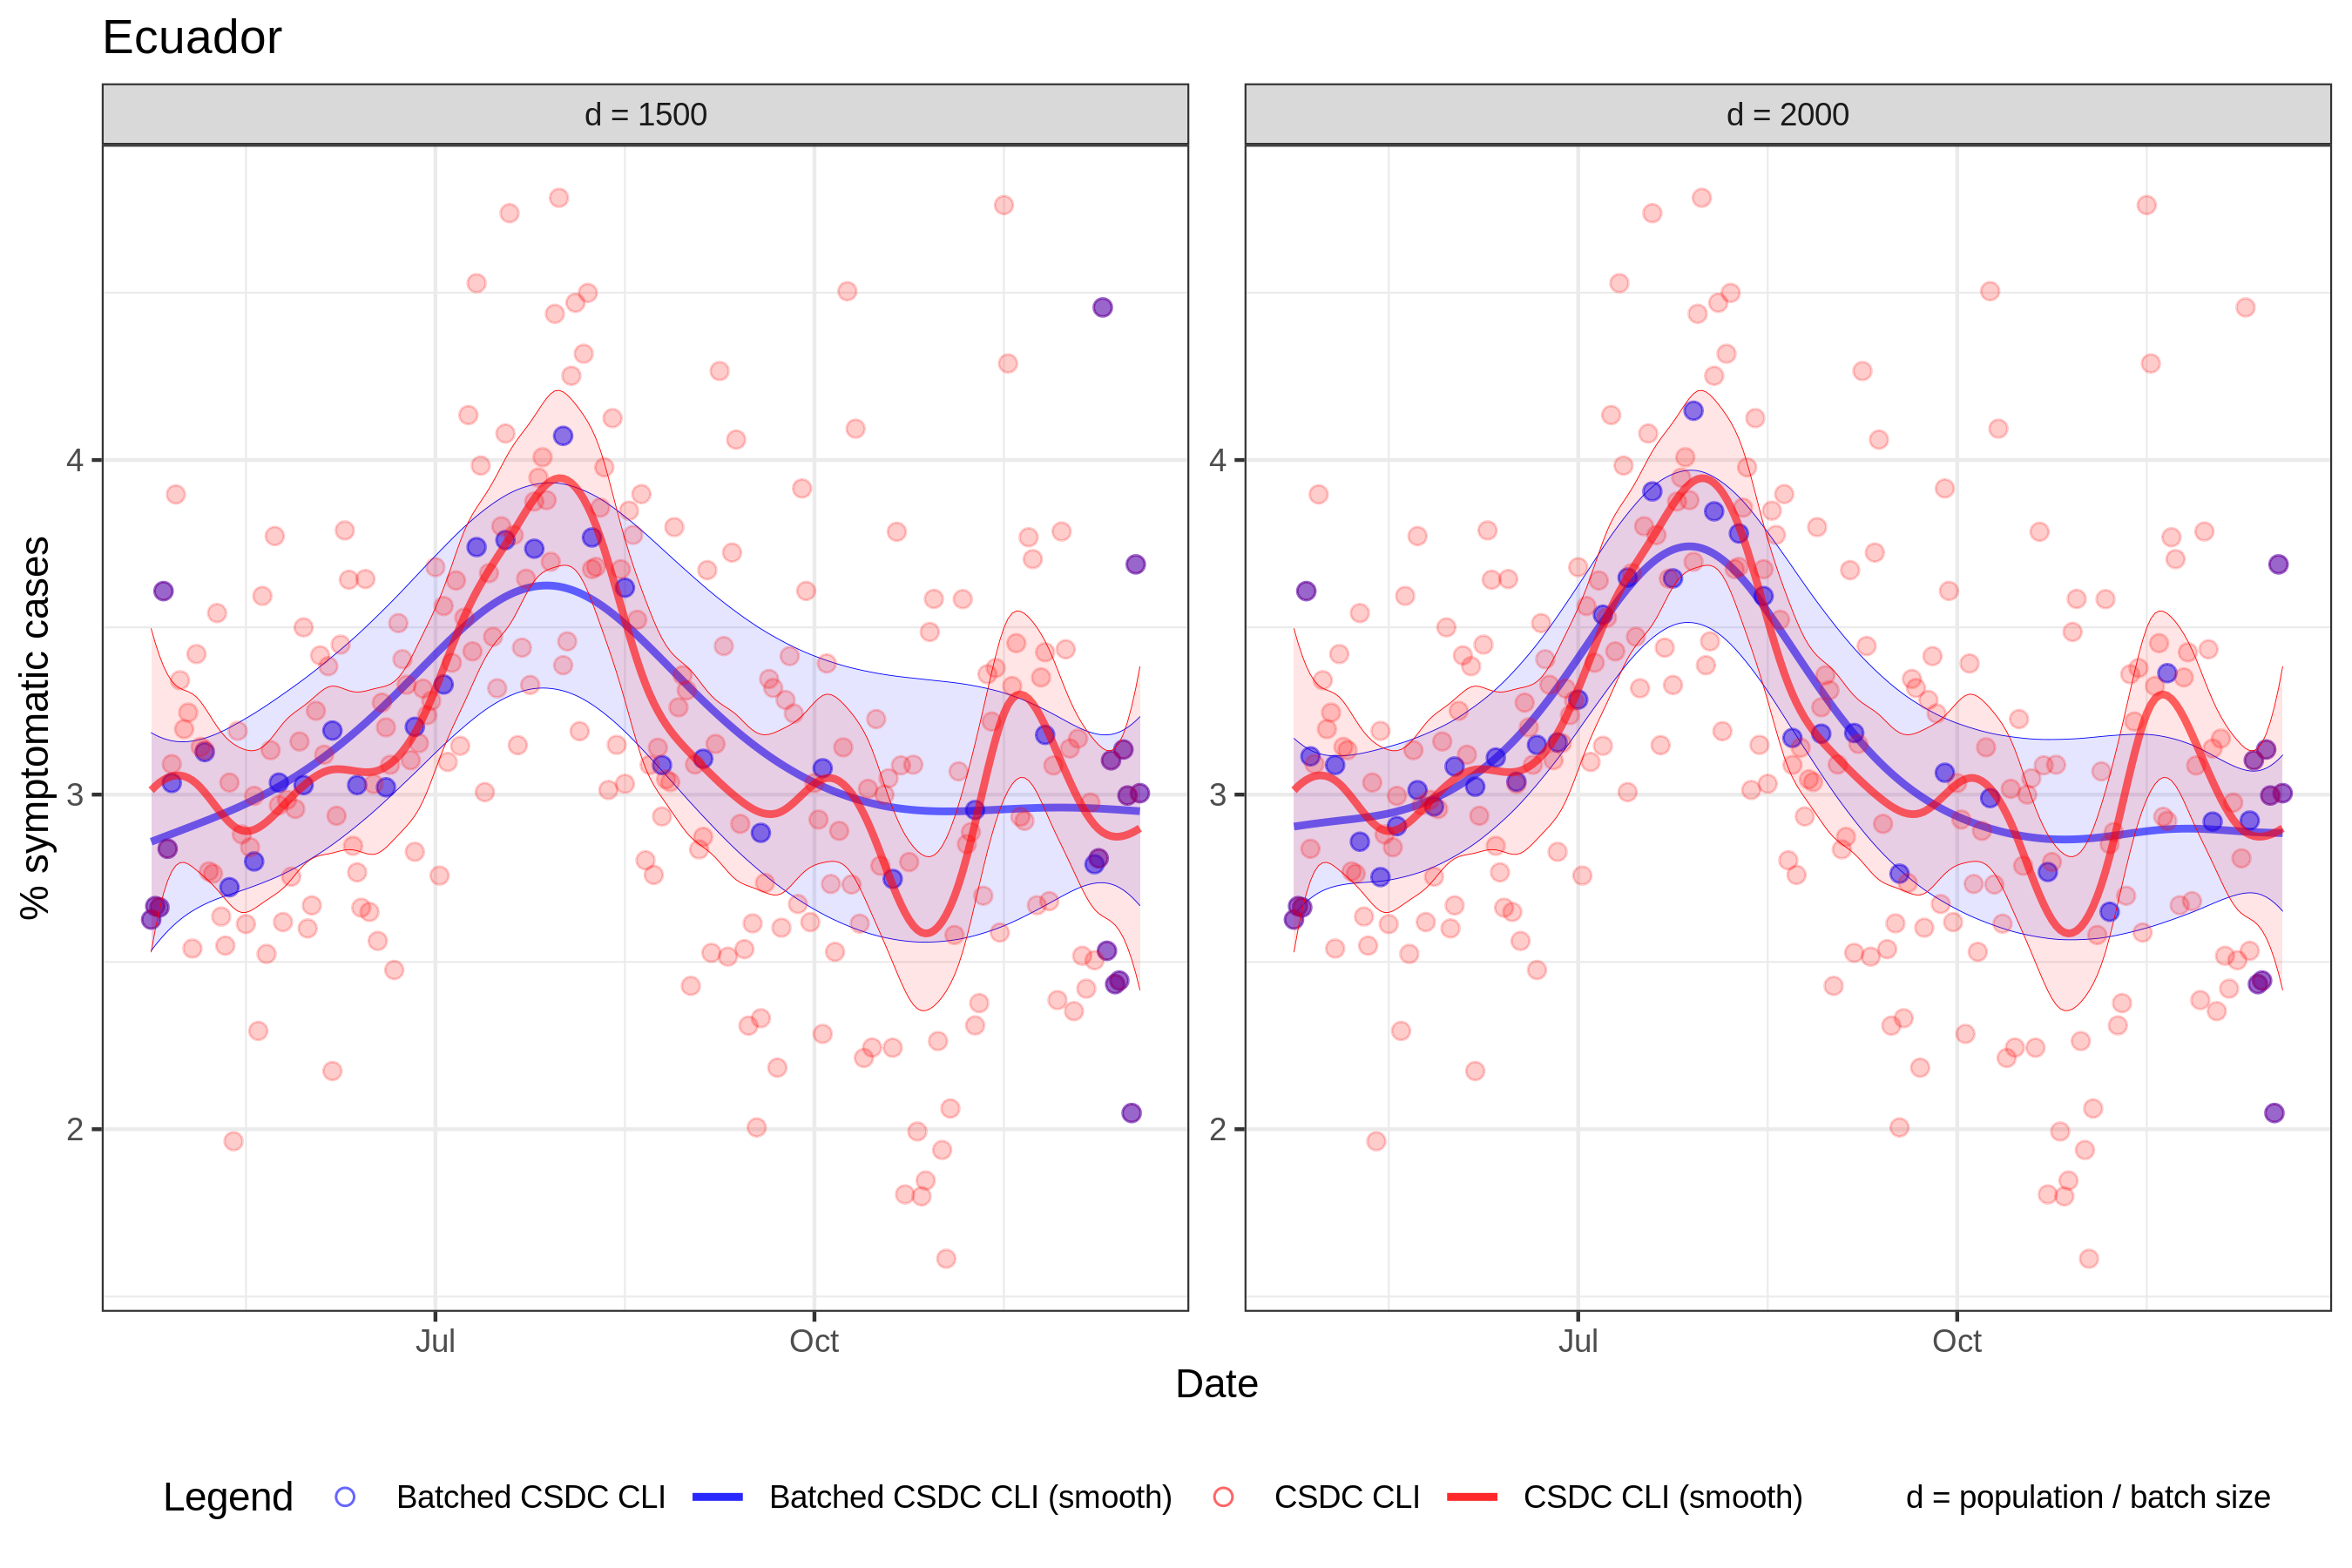 Ecuador
d = 1500
d = 2000
% symptomatic cases
4
3
2
4
3
2
Jul
Oct
Jul
Oct
Date
Legend
Batched CSDC CLI
Batched CSDC CLI (smooth)
CSDC CLI
CSDC CLI (smooth)
d = population / batch size